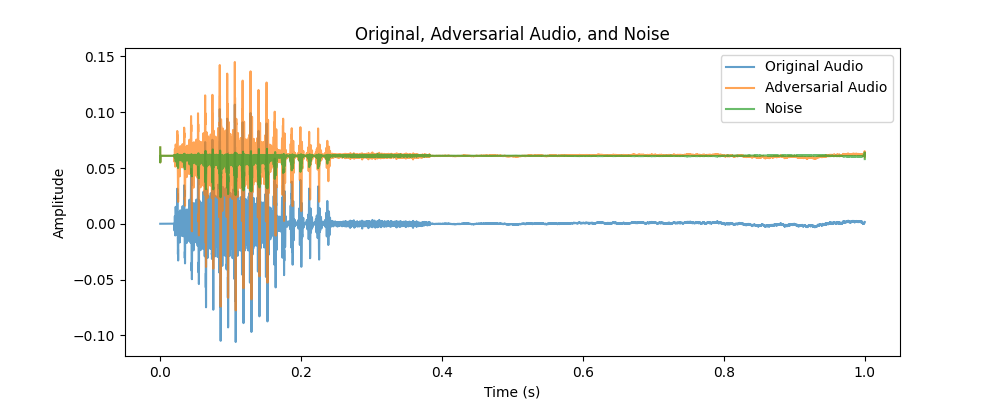 Original, Adversarial Audio, and Noise
Original Audio
Adversarial Audio
Noise
Amplitude
0.15
0.10
0.05
0.00
−0.05
−0.10
0.0 0.2 0.4 0.6 0.8 1.0
Time (s)